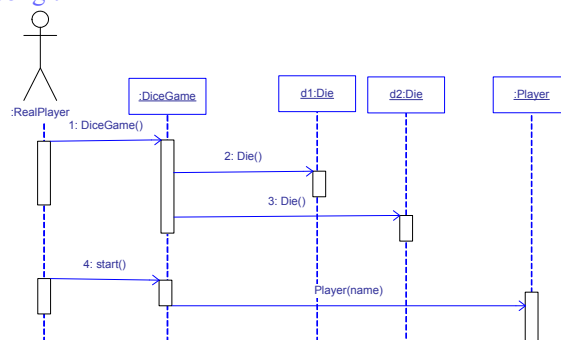 :DiceGame
d1:Die
d2:Die
:Player
:RealPlayer
1: DiceGame()
2: Die()
3: Die()
4: start()
Player(name)